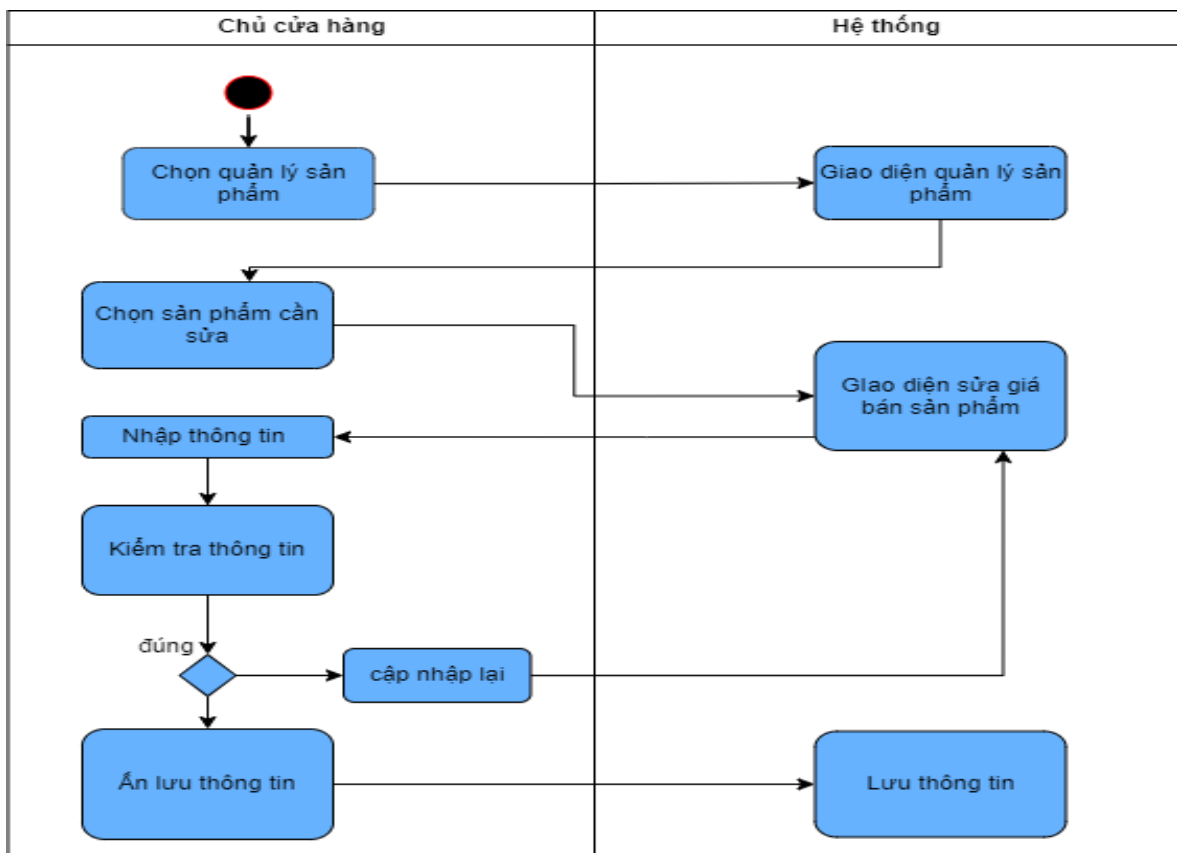 Chủ cửa hàng
Hệ thống
Chọn quản lý sản
phẩm
Giao diện quản lý sản
phẩm
Chọn sản phẩm cần
sửa
GIao diện sửa giá
bán sản phẩm
Nhập thông tin
Kiểm tra thông tin
đúng
cập nhập lại
Ấn lưu thông tin
Lưu thông tin